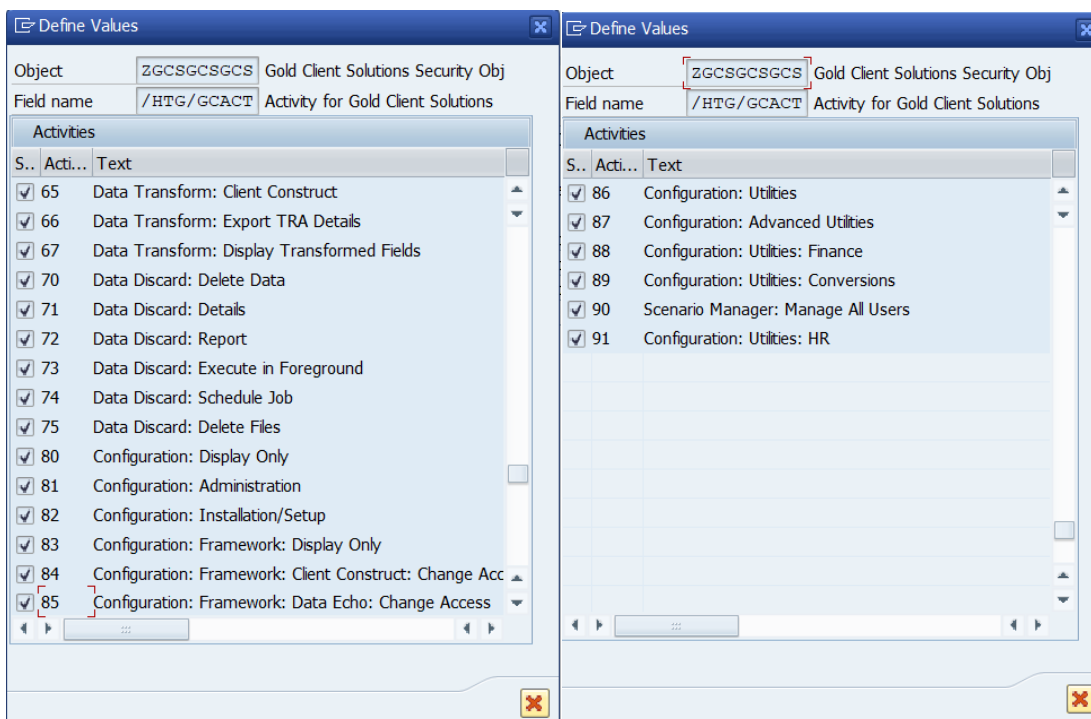 Define Values
Object ZGCSGCSGCS Gold Client Solutions Security Obj
Field name /HTG/GCACT Activity for Gold Client Solutions
Activities
S.. Acti... Text
65 Data Transform: Client Construct
66 Data Transform: Export TRA Details
67 Data Transform: Display Transformed Fields
70 Data Discard: Delete Data
71 Data Discard: Details
72 Data Discard: Report
73 Data Discard: Execute in Foreground
74 Data Discard: Schedule Job
75 Data Discard: Delete Files
80 Configuration: Display Only
81 Configuration: Administration
82 Configuration: Installation/Setup
83 Configuration: Framework: Display Only
84 Configuration: Framework: Client Construct: Change Acc
85 Configuration: Framework: Data Echo: Change Access
Define Values
Object ZGCSGCSGCS Gold Client Solutions Security Obj
Field name /HTG/GCACT Activity for Gold Client Solutions
Activities
S.. Acti... Text
86 Configuration: Utilities
87 Configuration: Advanced Utilities
88 Configuration: Utilities: Finance
89 Configuration: Utilities: Conversions
90 Scenario Manager: Manage All Users
91 Configuration: Utilities: HR